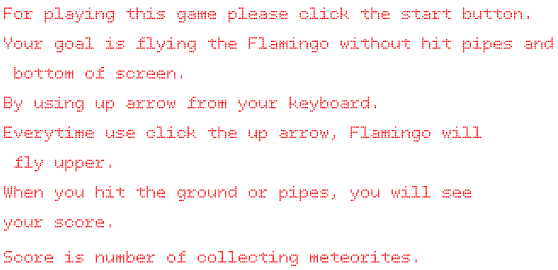 For playing this game please click the start button.
Your goal is flying the Flamingo without hit pipes and
bottom of screen.
By using up arrow from your keyboard.
Everytime use click the up arrow, Flamingo will
fly upper.
When you hit the ground or pipes, you will see
your score.
Score is number of collecting meteorites.